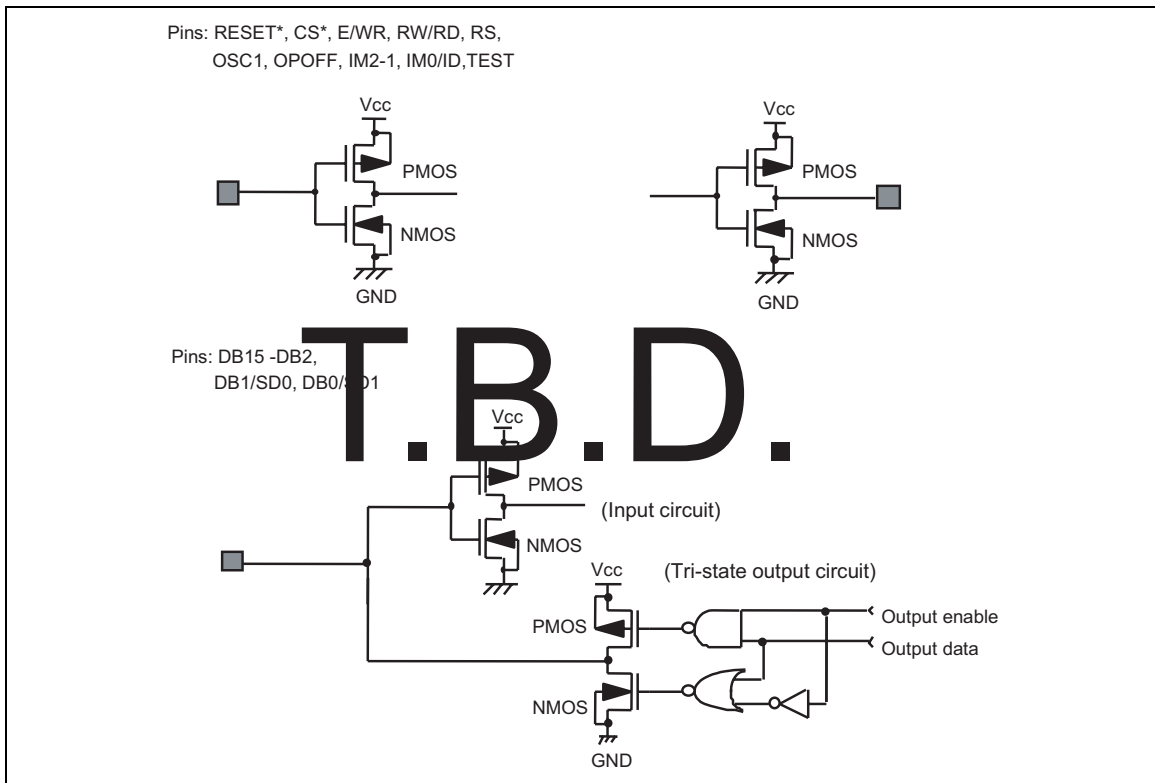 Pins: RESET*, CS*, E/WR, RW/RD, RS,
OSC1, OPOFF, IM2-1, IM0/ID,TEST
Vcc
PMOS
NMOS
GND
Vcc
PMOS
NMOS
GND
T.B.D.
Pins: DB15 -DB2,
DB1/SD0, DB0/SD1
Vcc
PMOS
(Input circuit)
NMOS
Vcc
(Tri-state output circuit)
PMOS
Output enable
Output data
NMOS
GND